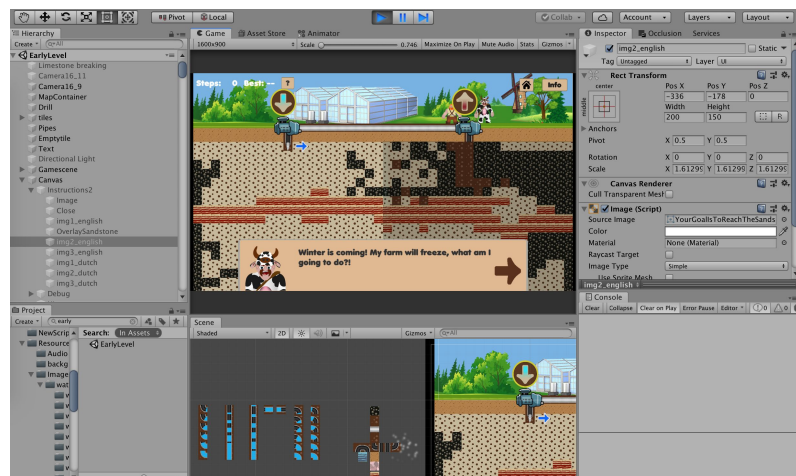 Pivot
Local
Collab
Account
Layers
Layout
Hierarchy
Create
All
EarlyLevel
Limestone breaking
Camera16_11
Camera16_9
MapContainer
Drill
tiles
Pipes
Emptytile
Text
Directional Light
Gamescene
Canvas
Instructions2
Image
Close
img1_english
OverlaySandstone
img2_english
img3_english
img1_dutch
img2_dutch
img3_dutch
Debug
Game
Asset Store
Animator
1600x900
Scale
0.746
Maximize On Play
Mute Audio
Stats
Gizmos
Steps: 0 Best: --
?
Info
Winter is coming! My farm will freeze, what am I
going to do?!
Project
Create
early
Search:
In Assets
NewScrip
Resource
Audio
backg
Image
wat
EarlyLevel
Scene
Shaded
2D
Gizmos
All
Inspector
Occlusion
Services
img2_english
Static
Tag
Untagged
Layer
UI
Rect Transform
center
middle
Pos X
Pos Y
Pos Z
-336
-178
0
Width
Height
200
150
R
Anchors
Pivot
X 0.5
Y 0.5
Rotation
X 0
Y 0
Z 0
Scale
X 1.61299
Y 1.61299
Z 1.61299
Canvas Renderer
Cull Transparent Mesh
Image (Script)
Source Image
YourGoalIsToReachTheSands
Color
Material
None (Material)
Raycast Target
Image Type
Simple
Use Sprite Mesh
img2_english
Console
Clear
Collapse
Clear on Play
Error Pause
Editor
0
0